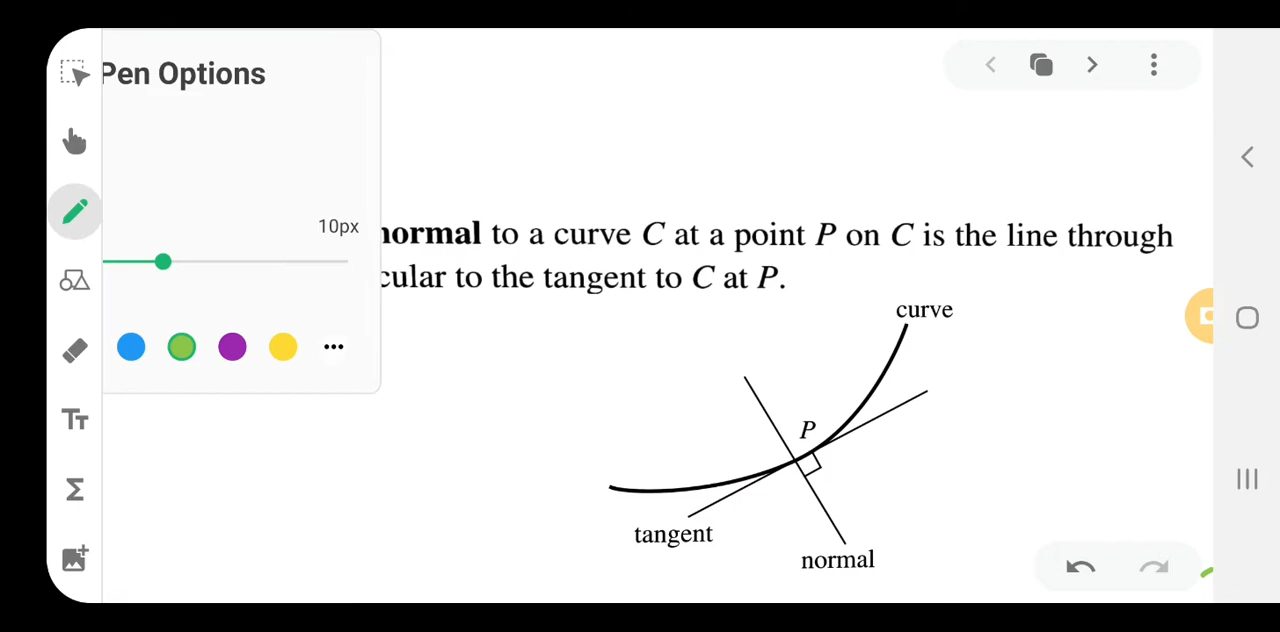 Pen Options
10px
normal to a curve C at a point P on C is the line through
cular to the tangent to C at P.
curve
P
tangent
normal